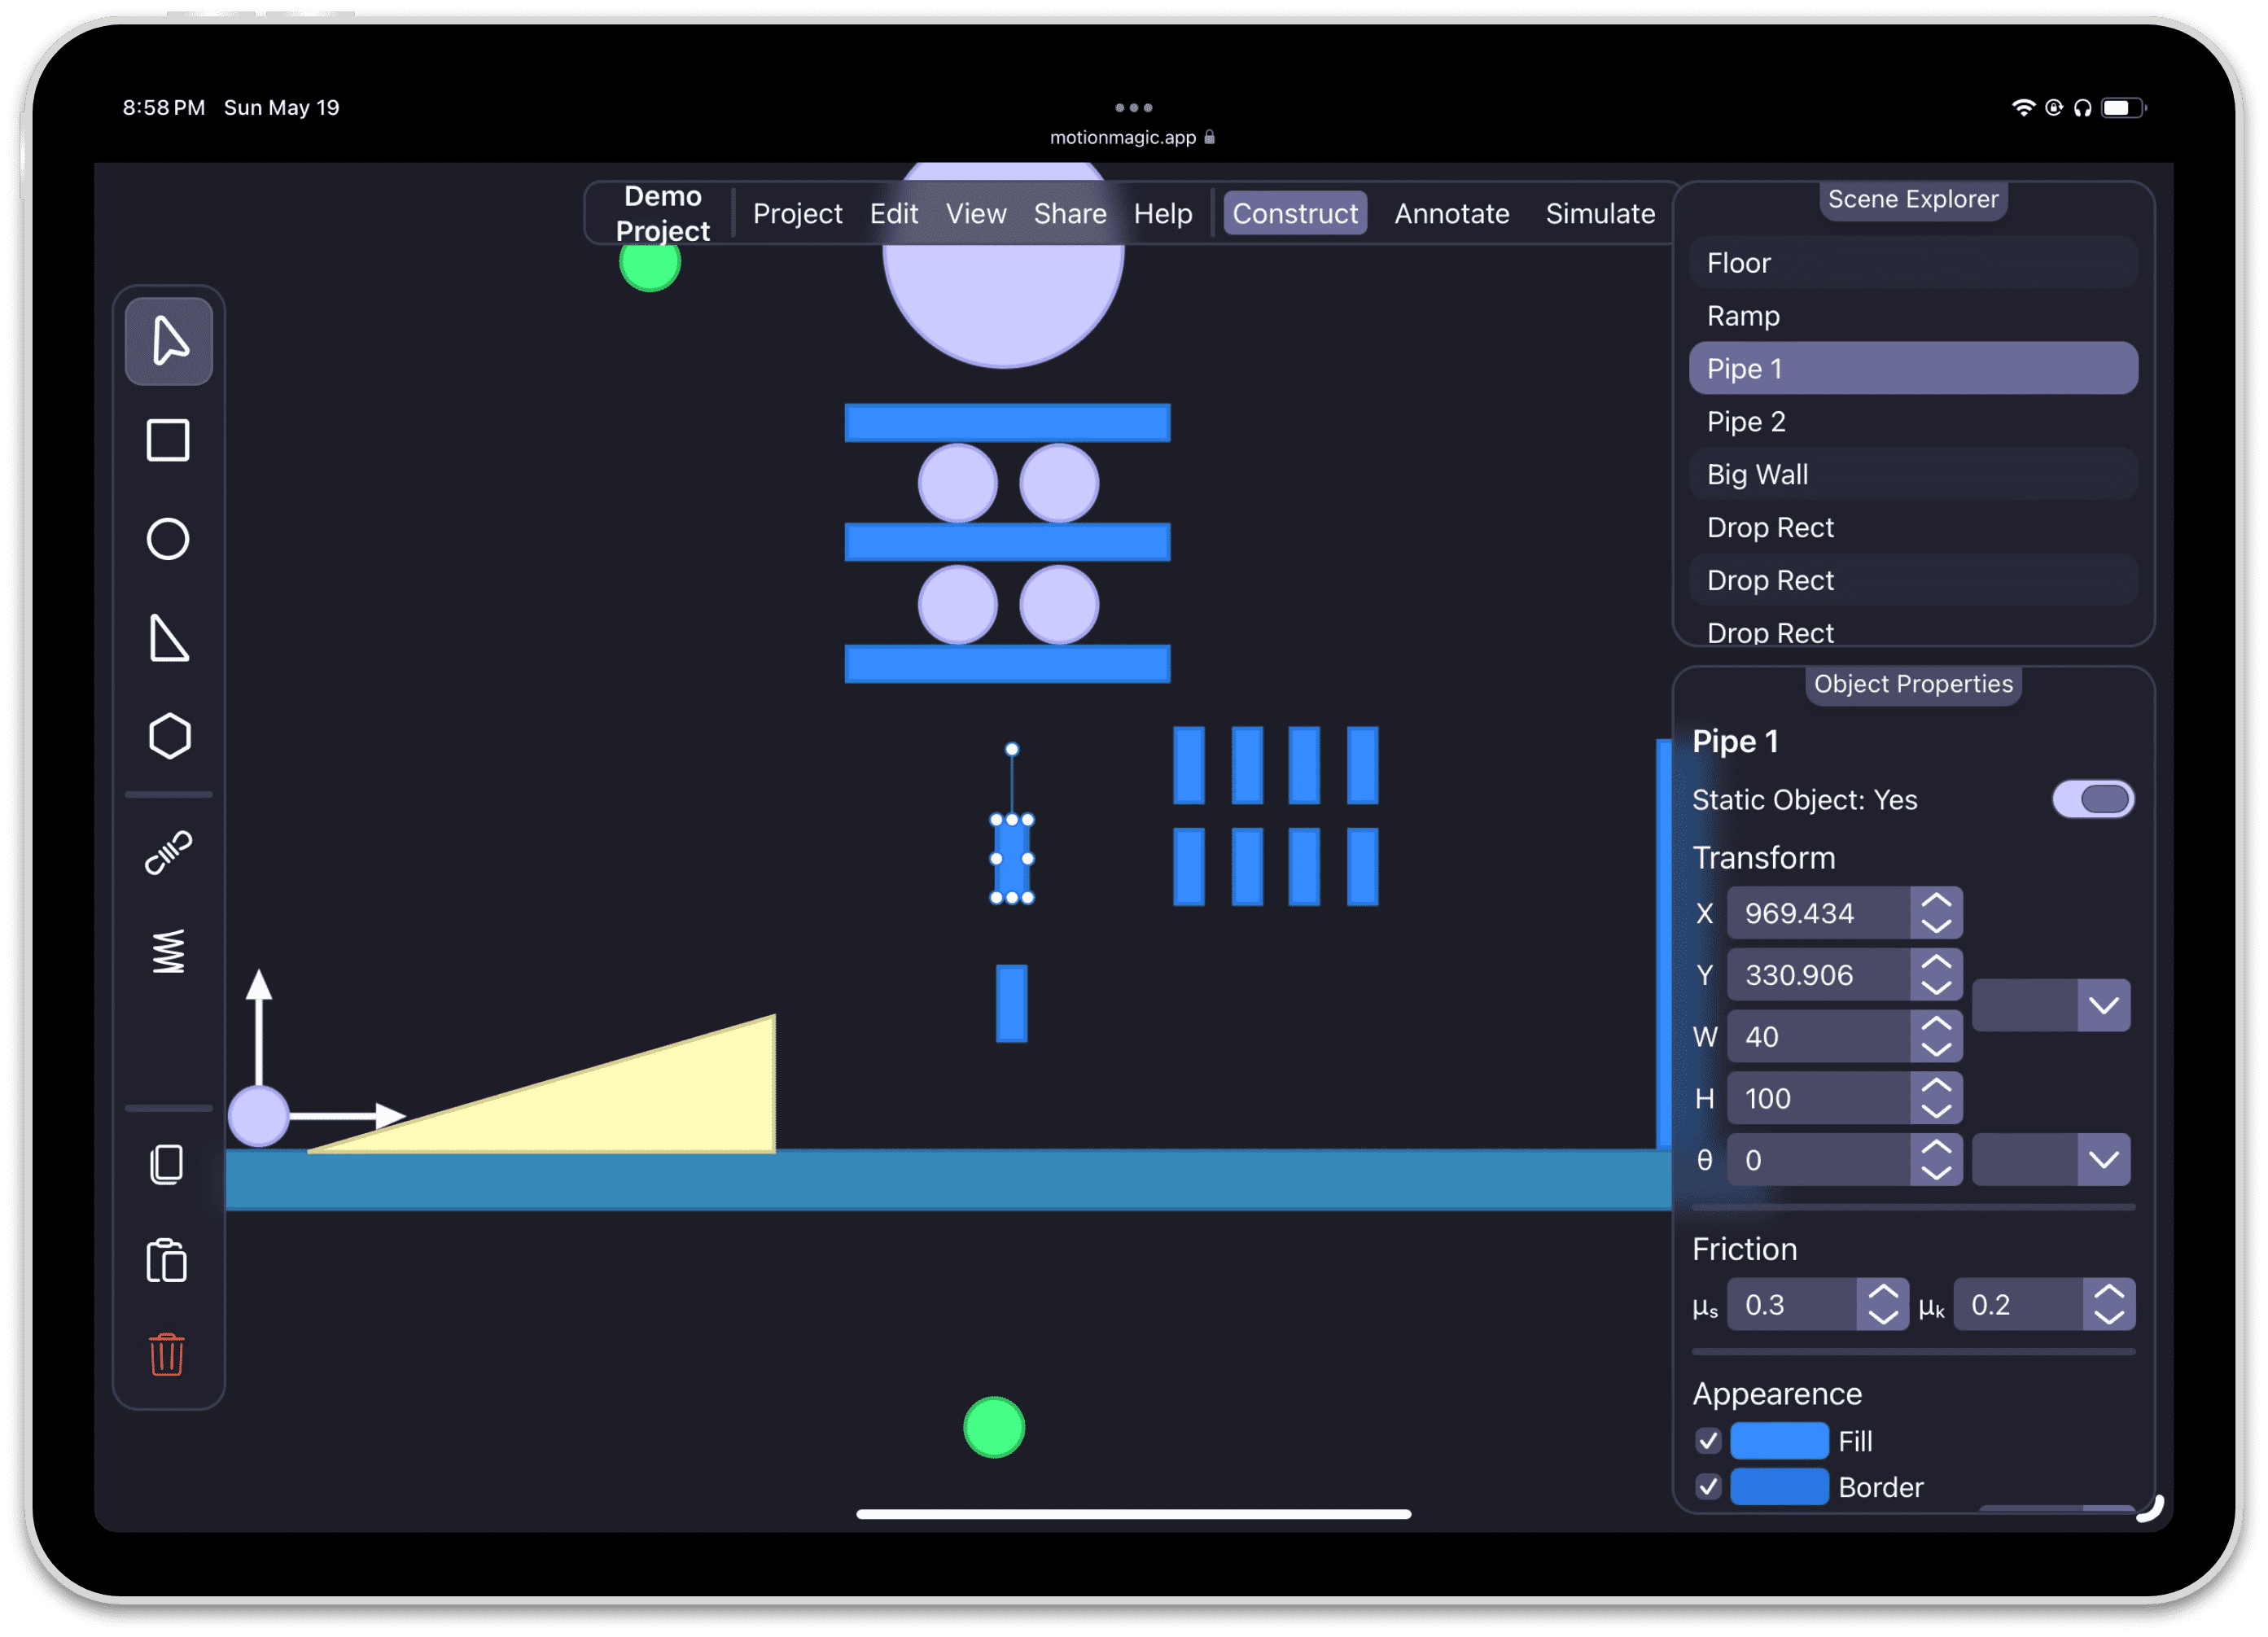 8:58 PM Sun May 19
motionmagic.app
Demo
Project
Project Edit View Share Help Construct Annotate Simulate
Scene Explorer
Floor
Ramp
Pipe 1
Pipe 2
Big Wall
Drop Rect
Drop Rect
Drop Rect
Object Properties
Pipe 1
Static Object: Yes
Transform
X 969.434
Y 330.906
W 40
H 100
θ 0
Friction
μs 0.3 μk 0.2
Appearence
Fill
Border